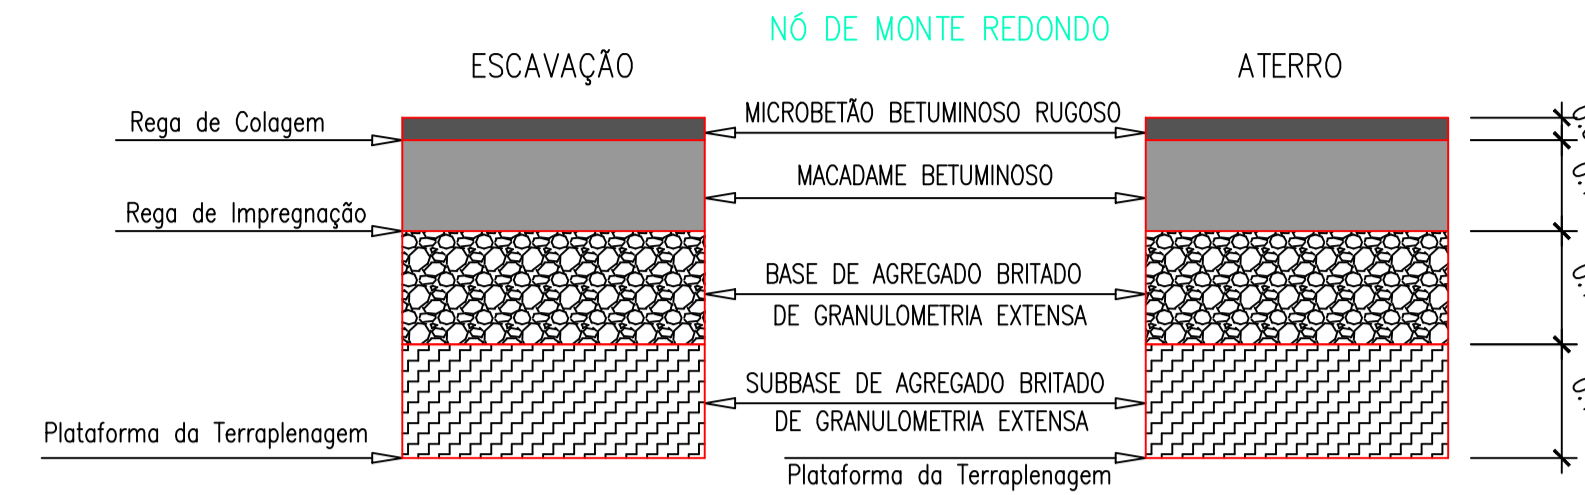 NÓ DE MONTE REDONDO
ESCAVAÇÃO
ATERRO
MICROBETÃO BETUMINOSO RUGOSO
Rega de Colagem
MACADAME BETUMINOSO
Rega de Impregnação
BASE DE AGREGADO BRITADO
DE GRANULOMETRIA EXTENSA
SUBBASE DE AGREGADO BRITADO
DE GRANULOMETRIA EXTENSA
Plataforma da Terraplenagem
Plataforma da Terraplenagem